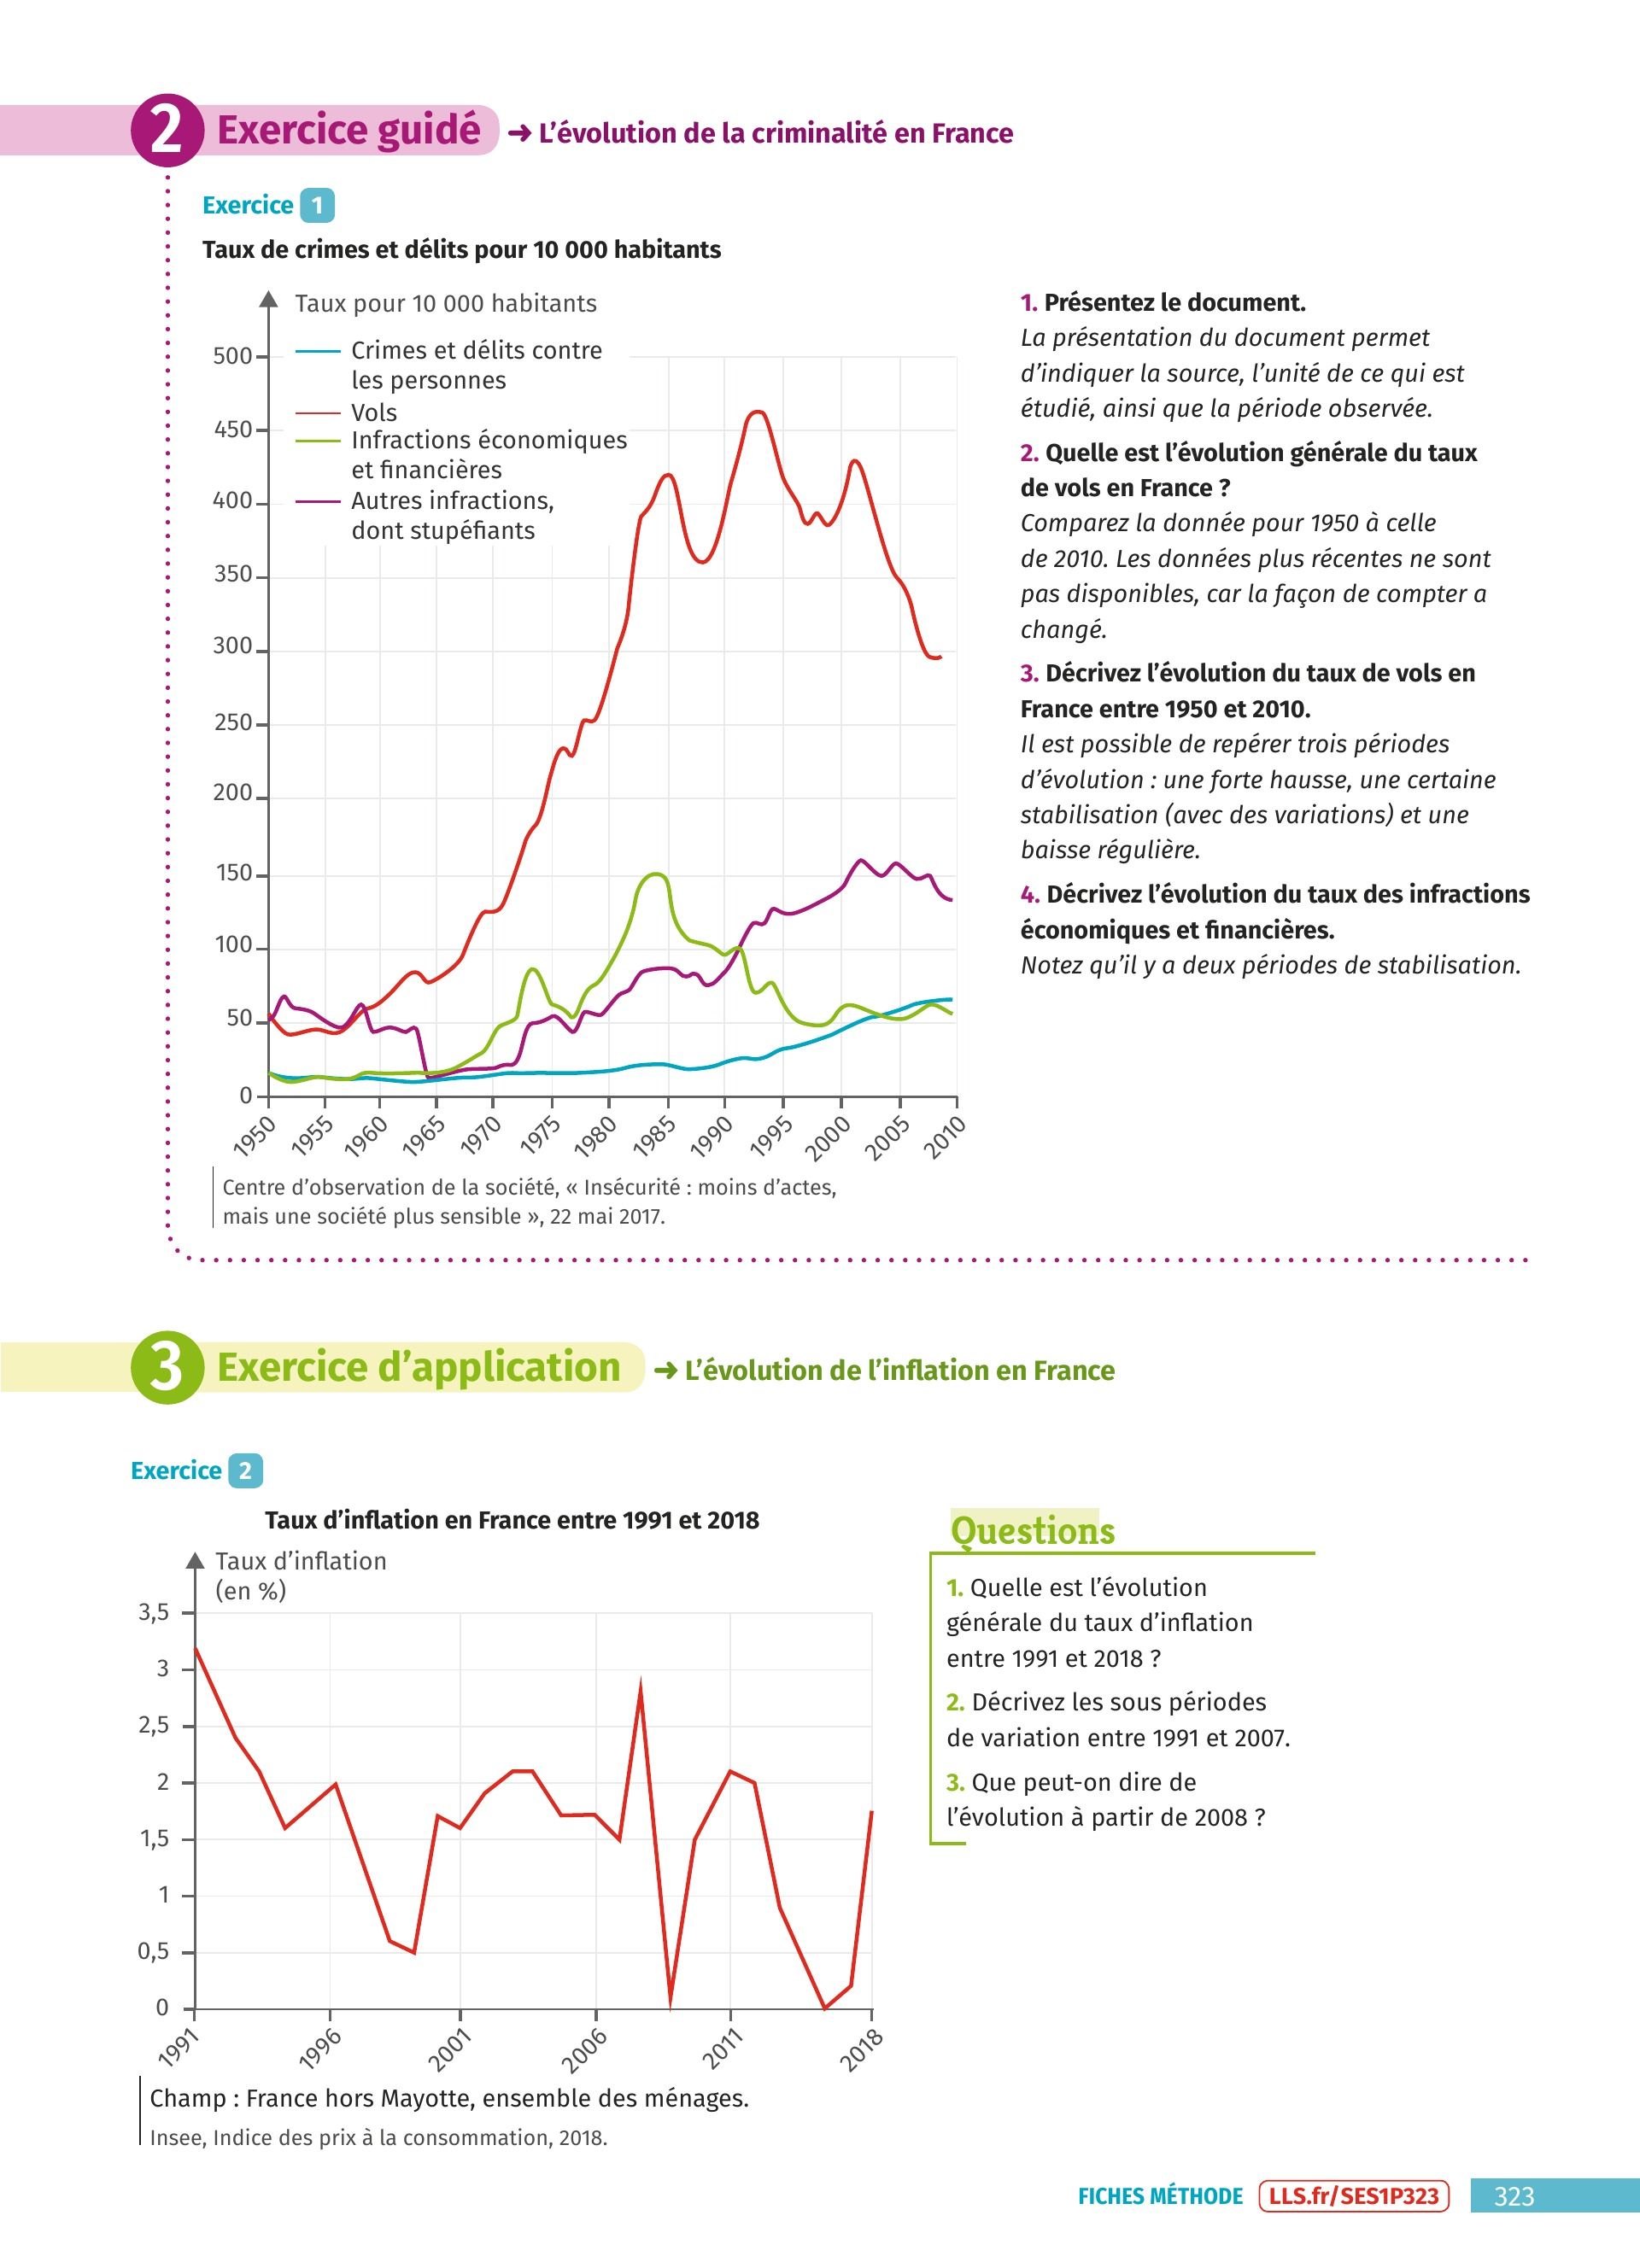 2 Exercice guidé ➜ L’évolution de la criminalité en France
Exercice 1
Taux de crimes et délits pour 10 000 habitants
Taux pour 10 000 habitants
Crimes et délits contre
les personnes
Vols
Infractions économiques
et financières
Autres infractions,
dont stupéfiants
500
450
400
350
300
250
200
150
100
50
0
1950 1955 1960 1965 1970 1975 1980 1985 1990 1995 2000 2005 2010
Centre d’observation de la société, « Insécurité : moins d’actes,
mais une société plus sensible », 22 mai 2017.
1. Présentez le document.
La présentation du document permet
d’indiquer la source, l’unité de ce qui est
étudié, ainsi que la période observée.
2. Quelle est l’évolution générale du taux
de vols en France ?
Comparez la donnée pour 1950 à celle
de 2010. Les données plus récentes ne sont
pas disponibles, car la façon de compter a
changé.
3. Décrivez l’évolution du taux de vols en
France entre 1950 et 2010.
Il est possible de repérer trois périodes
d’évolution : une forte hausse, une certaine
stabilisation (avec des variations) et une
baisse régulière.
4. Décrivez l’évolution du taux des infractions
économiques et financières.
Notez qu’il y a deux périodes de stabilisation.
3 Exercice d’application ➜ L’évolution de l’inflation en France
Exercice 2
Taux d’inflation en France entre 1991 et 2018
Taux d’inflation
(en %)
3,5
3
2,5
2
1,5
1
0,5
0
1991 1996 2001 2006 2011 2018
Champ : France hors Mayotte, ensemble des ménages.
Insee, Indice des prix à la consommation, 2018.
Questions
1. Quelle est l’évolution
générale du taux d’inflation
entre 1991 et 2018 ?
2. Décrivez les sous périodes
de variation entre 1991 et 2007.
3. Que peut-on dire de
l’évolution à partir de 2008 ?
FICHES MÉTHODE LLS.fr/SES1P323 323